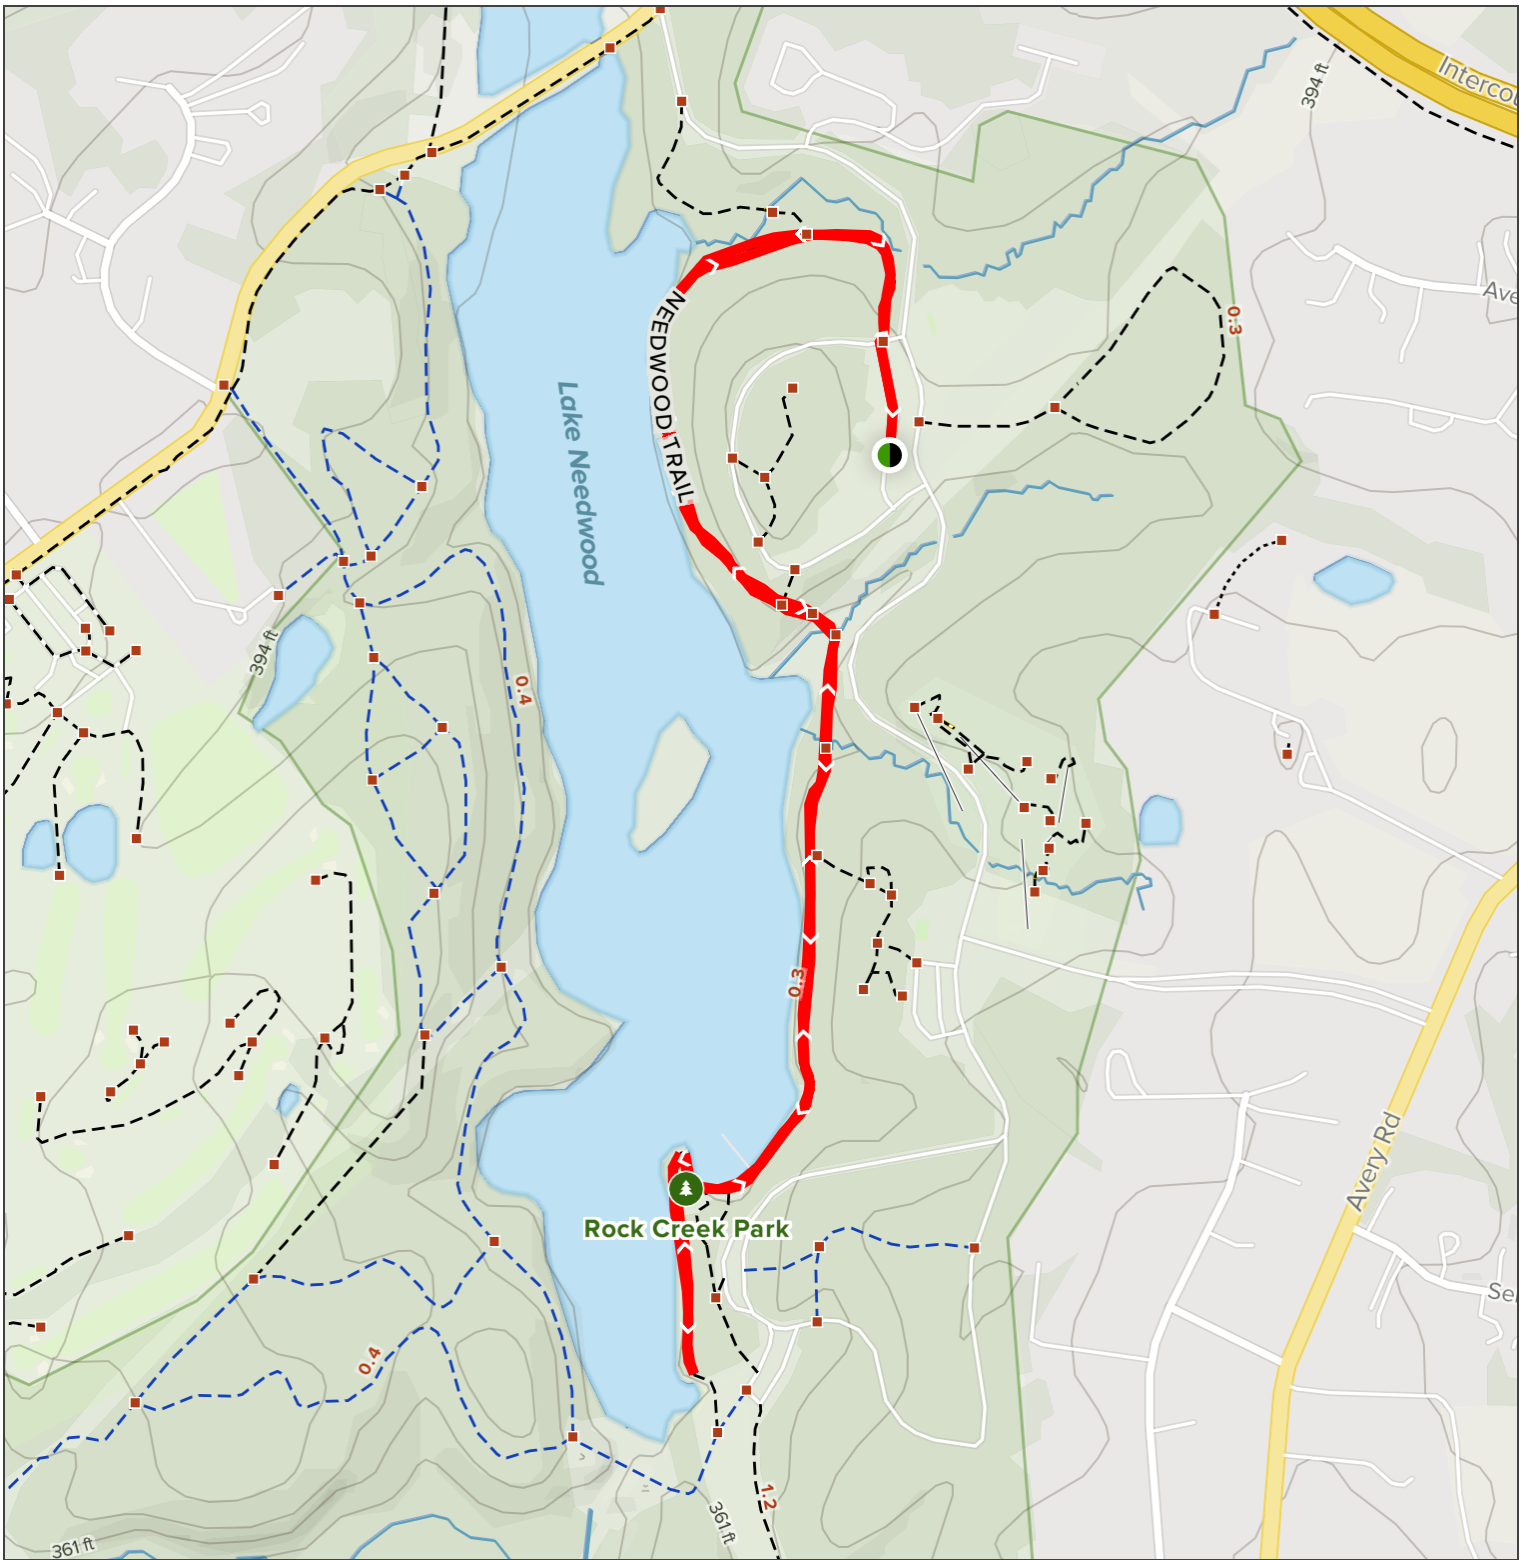 Intercou
394 ft
Ave
0.3
NEEDWOOD TRAIL
Lake Needwood
394 ft
0.4
0.3
Avery Rd
Rock Creek Park
Se
0.4
1.2
361 ft
361 ft